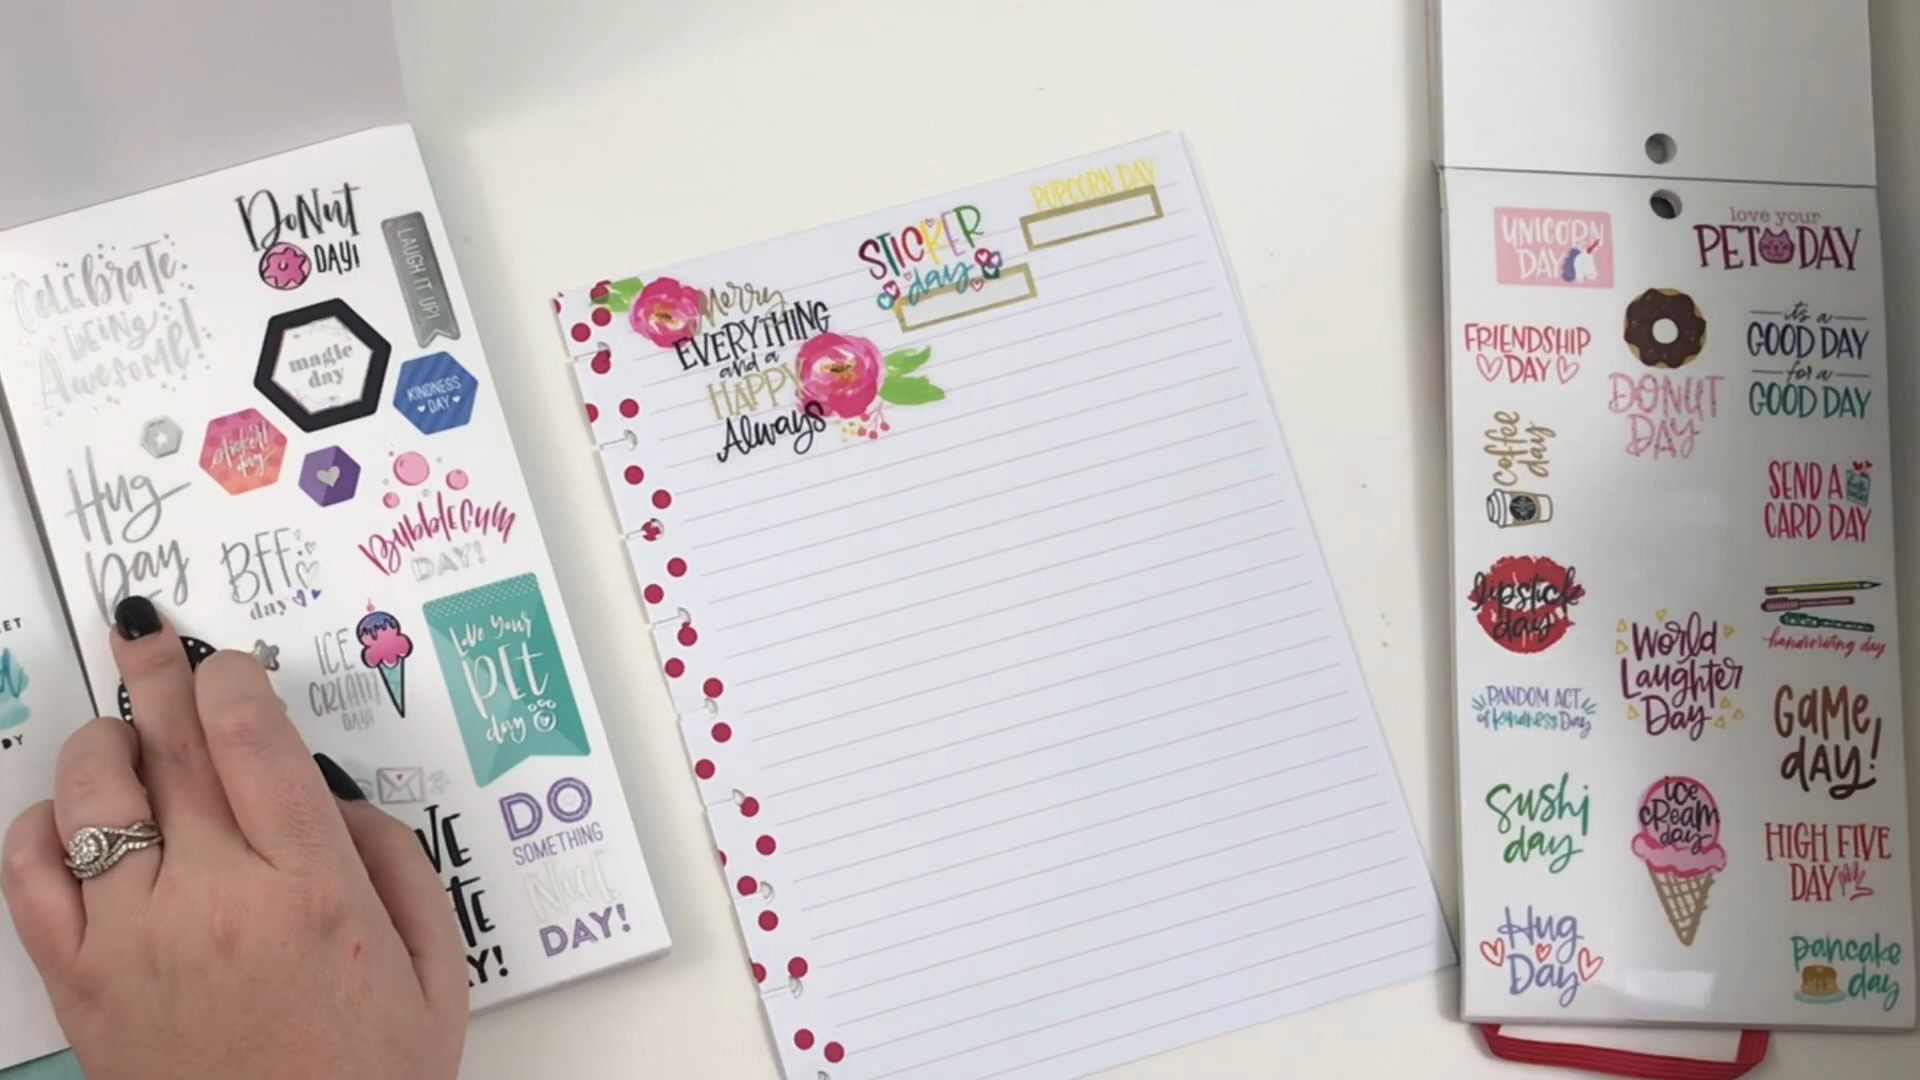 CELEBRATE
BEING
Awesome!
DONUT
DAY!
LAUGH IT UP!
magic
day
KINDNESS
DAY
sticker!
day
Hug
Day
BFF
day
BubbleGum
DAY!
ICE
CREAM
DAY!
Love Your
PET
day
DO
SOMETHING
NICE
DAY!
Merry
EVERYTHING
and a
HAPPY
Always
STICKER
day
POPCORN DAY
UNICORN
DAY
love your
PET DAY
FRIENDSHIP
DAY
DONUT
DAY
it's a
GOOD DAY
for a
GOOD DAY
coffee
day
SEND A
CARD DAY
lipstick
day
World
Laughter
Day
handwriting day
RANDOM ACT
of kindness Day
GAME
day!
sushi
day
ice
cream
day
HIGH FIVE
DAY
Hug
Day
pancake
day